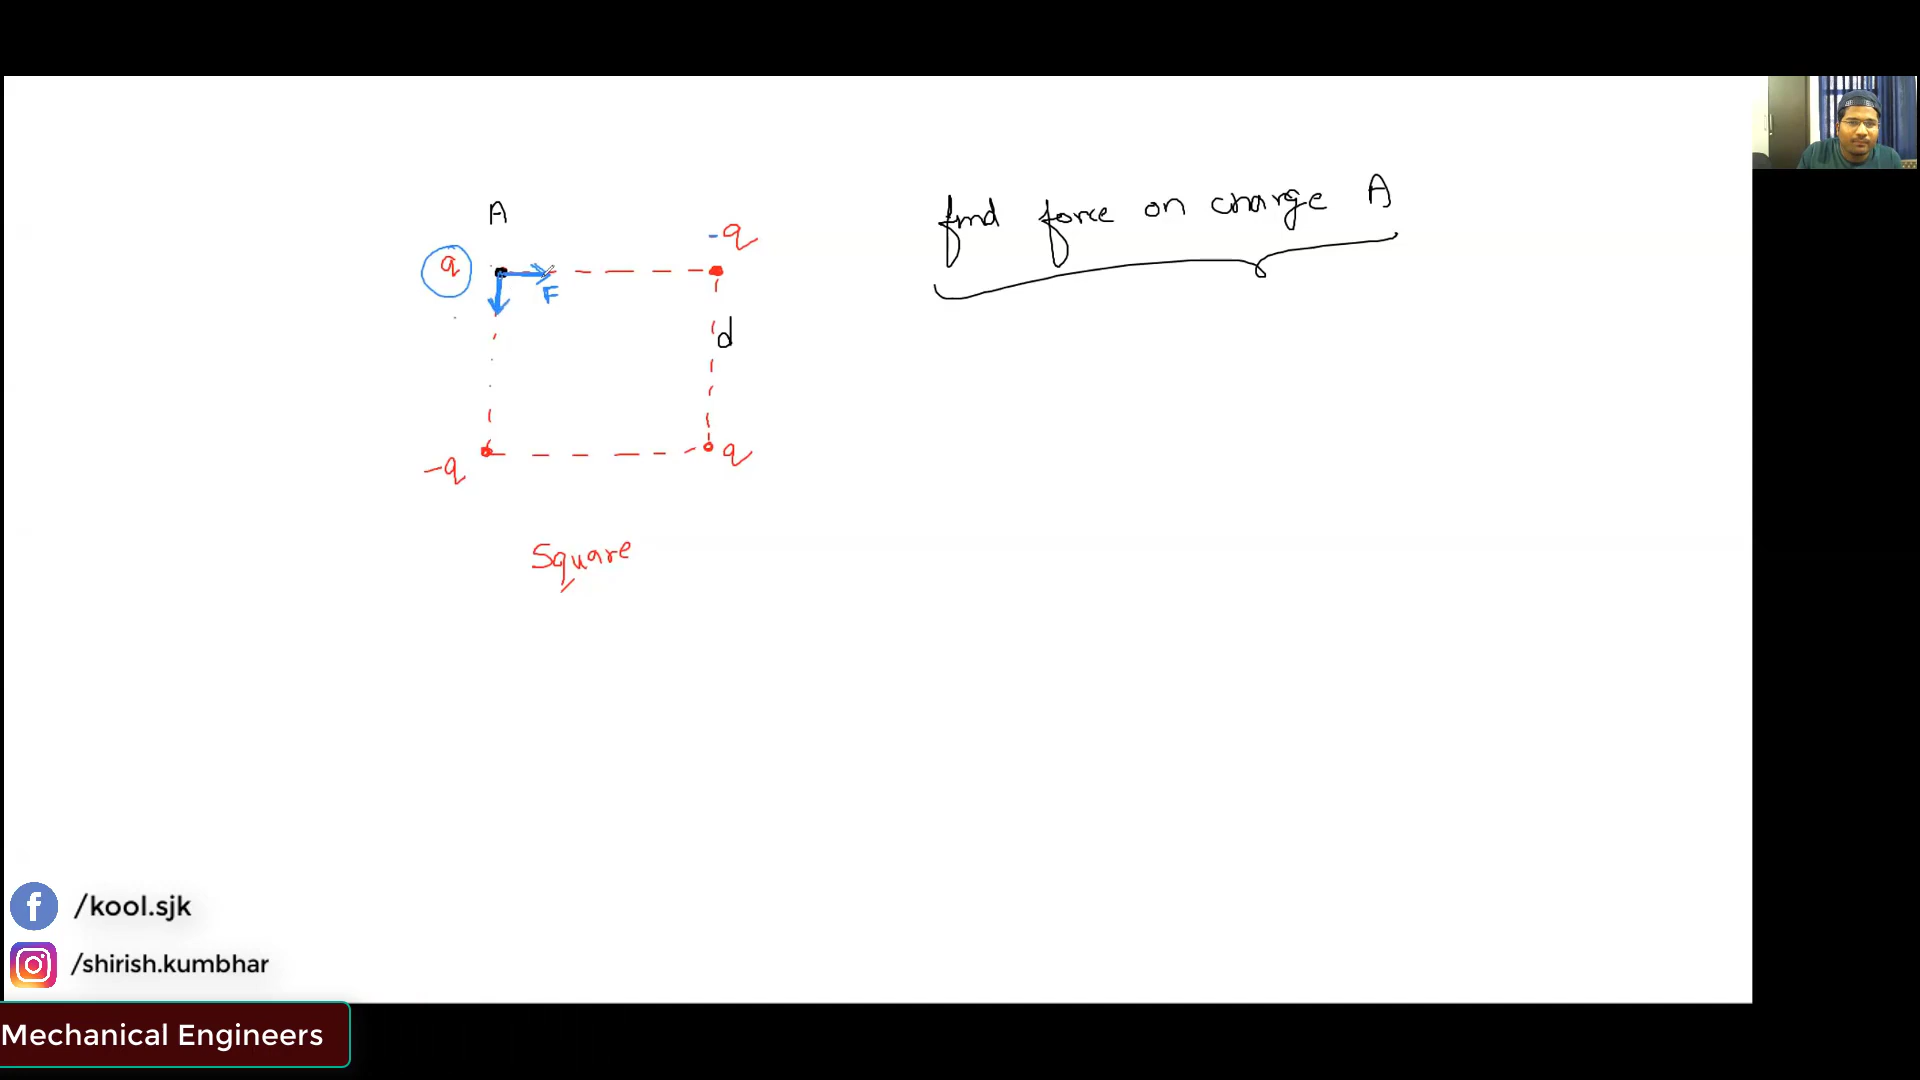 find force on charge A
A
-q
q
F
d
-q
q
Square
/kool.sjk
/shirish.kumbhar
Mechanical Engineers